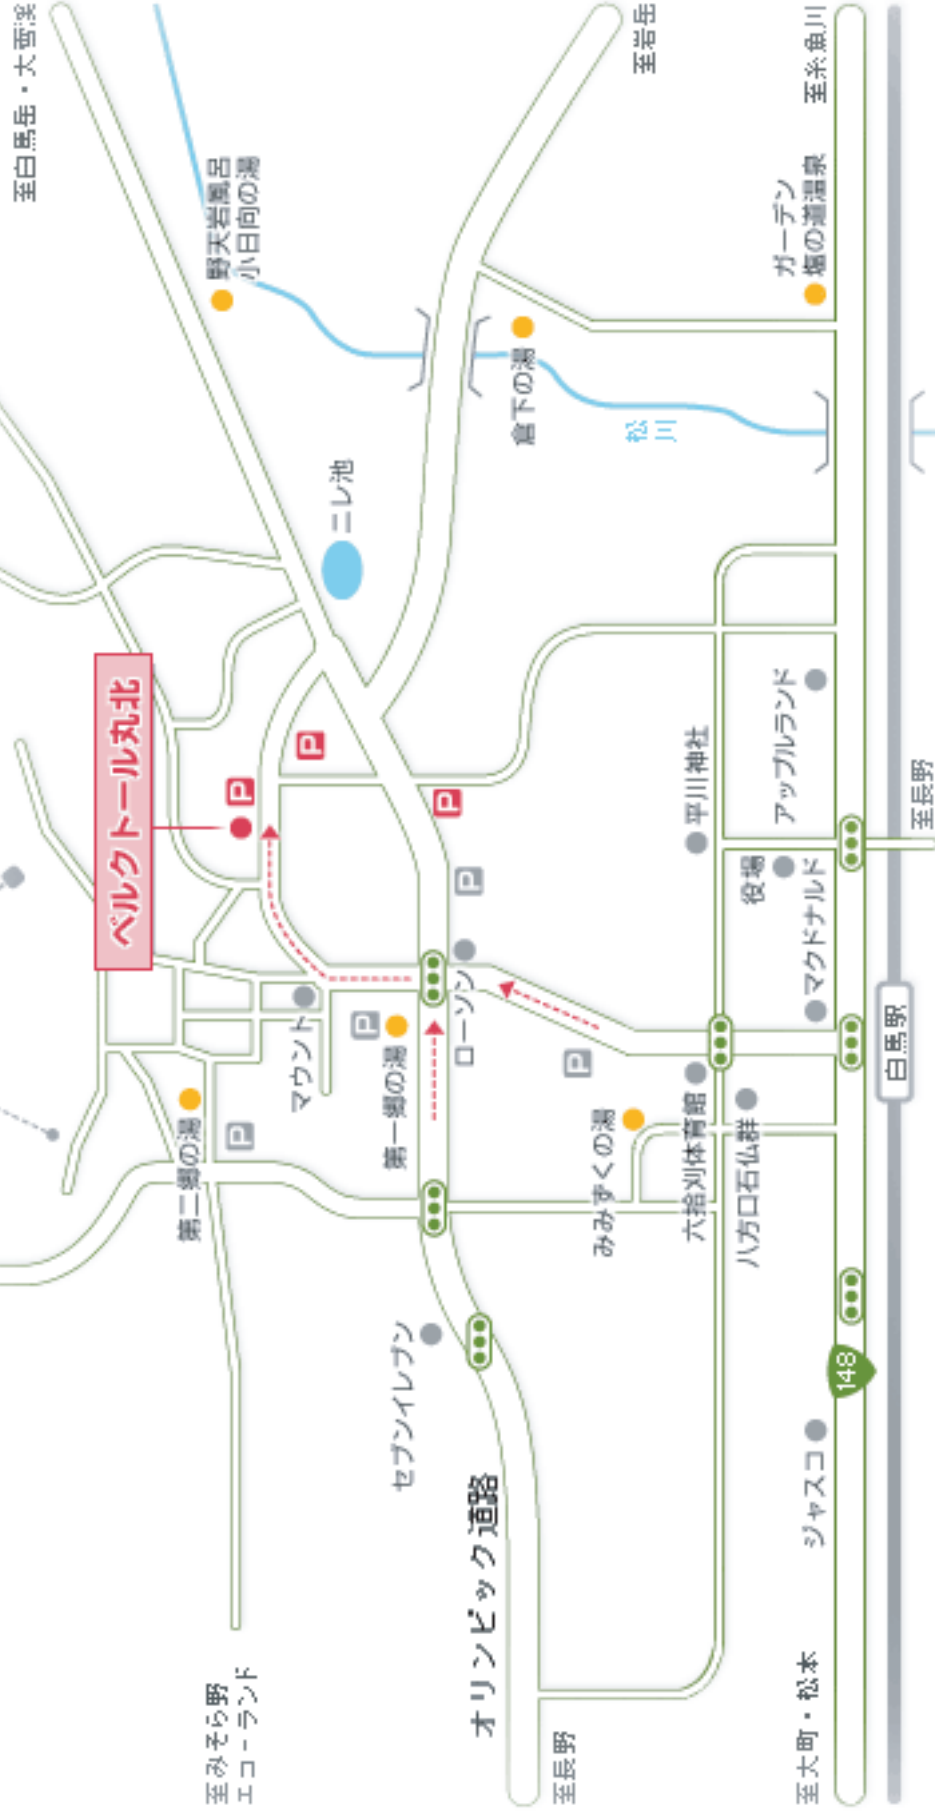 至白馬岳・大雪渓
野天岩風呂
小日向の湯
至岩岳
至糸魚川
ガーデン
塩の道温泉
倉下の湯
松
川
ニレ池
ベルクトール丸北
P
P
P
P
平川神社
アップルランド
至長野
役場
マクドナルド
ローソン
マウント
P
第一郷の湯
P
白馬駅
第二郷の湯
P
みみずくの湯
六拾刈体育館
八方口石仏群
セブンイレブン
148
ジャスコ
オリンピック道路
至みそら野
エコーランド
至長野
至大町・松本